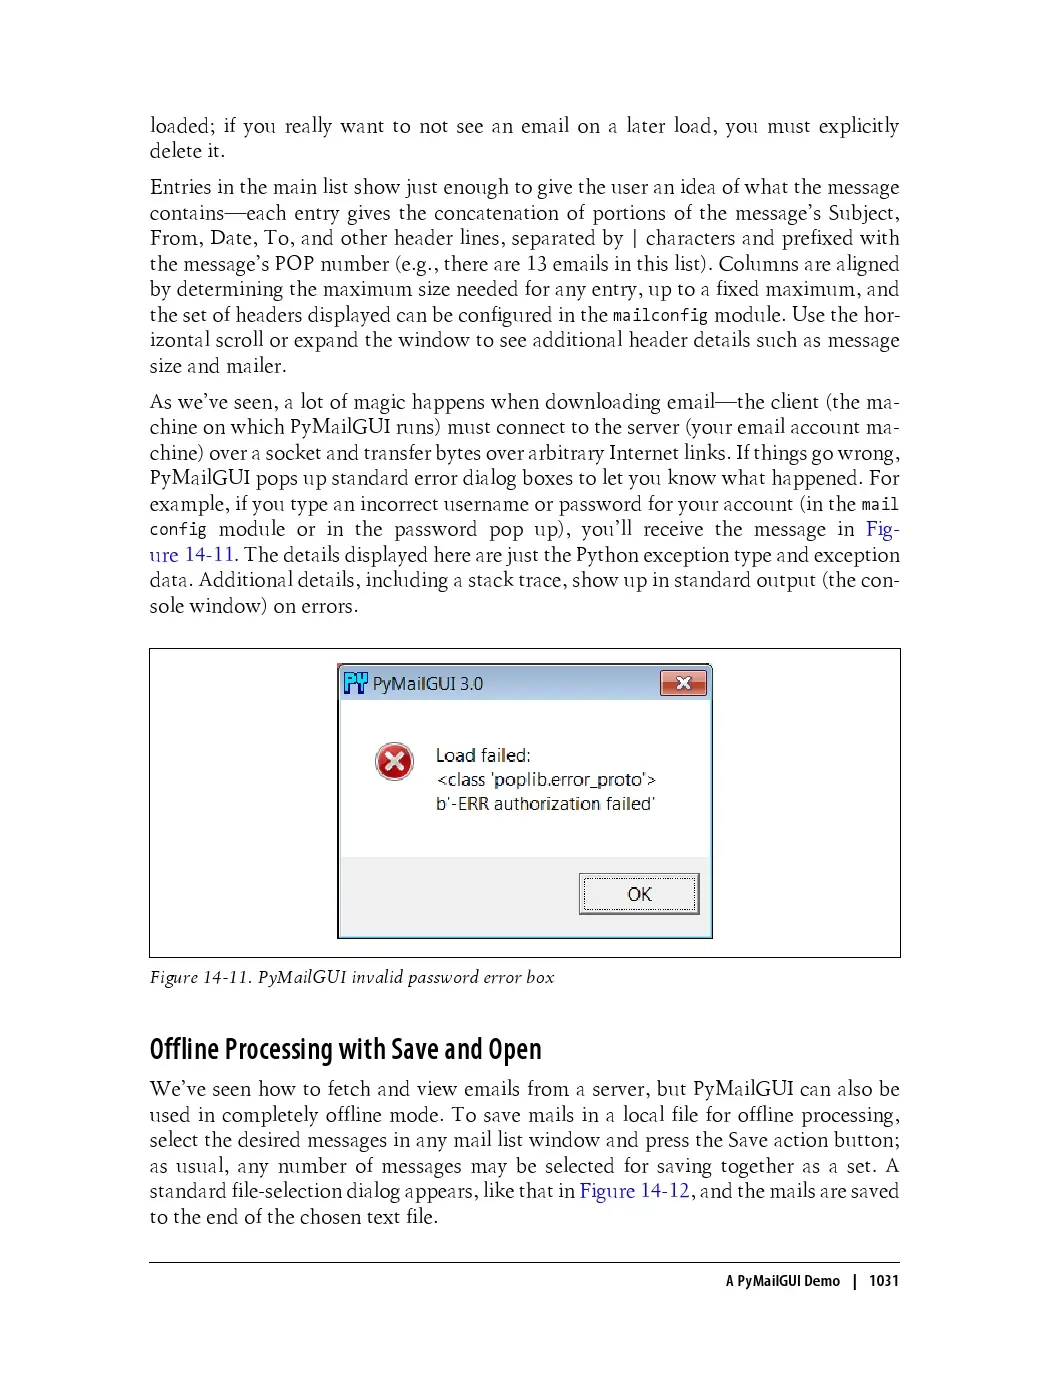 loaded; if you really want to not see an email on a later load, you must explicitly
delete it.
Entries in the main list show just enough to give the user an idea of what the message
contains—each entry gives the concatenation of portions of the message’s Subject,
From, Date, To, and other header lines, separated by | characters and prefixed with
the message’s POP number (e.g., there are 13 emails in this list). Columns are aligned
by determining the maximum size needed for any entry, up to a fixed maximum, and
the set of headers displayed can be configured in the mailconfig module. Use the hor-
izontal scroll or expand the window to see additional header details such as message
size and mailer.
As we’ve seen, a lot of magic happens when downloading email—the client (the ma-
chine on which PyMailGUI runs) must connect to the server (your email account ma-
chine) over a socket and transfer bytes over arbitrary Internet links. If things go wrong,
PyMailGUI pops up standard error dialog boxes to let you know what happened. For
example, if you type an incorrect username or password for your account (in the mail
config module or in the password pop up), you’ll receive the message in Fig-
ure 14-11. The details displayed here are just the Python exception type and exception
data. Additional details, including a stack trace, show up in standard output (the con-
sole window) on errors.
PY PyMailGUI 3.0
Load failed:
<class 'poplib.error_proto'>
b'-ERR authorization failed'
OK
Figure 14-11. PyMailGUI invalid password error box
Offline Processing with Save and Open
We’ve seen how to fetch and view emails from a server, but PyMailGUI can also be
used in completely offline mode. To save mails in a local file for offline processing,
select the desired messages in any mail list window and press the Save action button;
as usual, any number of messages may be selected for saving together as a set. A
standard file-selection dialog appears, like that in Figure 14-12, and the mails are saved
to the end of the chosen text file.
A PyMailGUI Demo | 1031